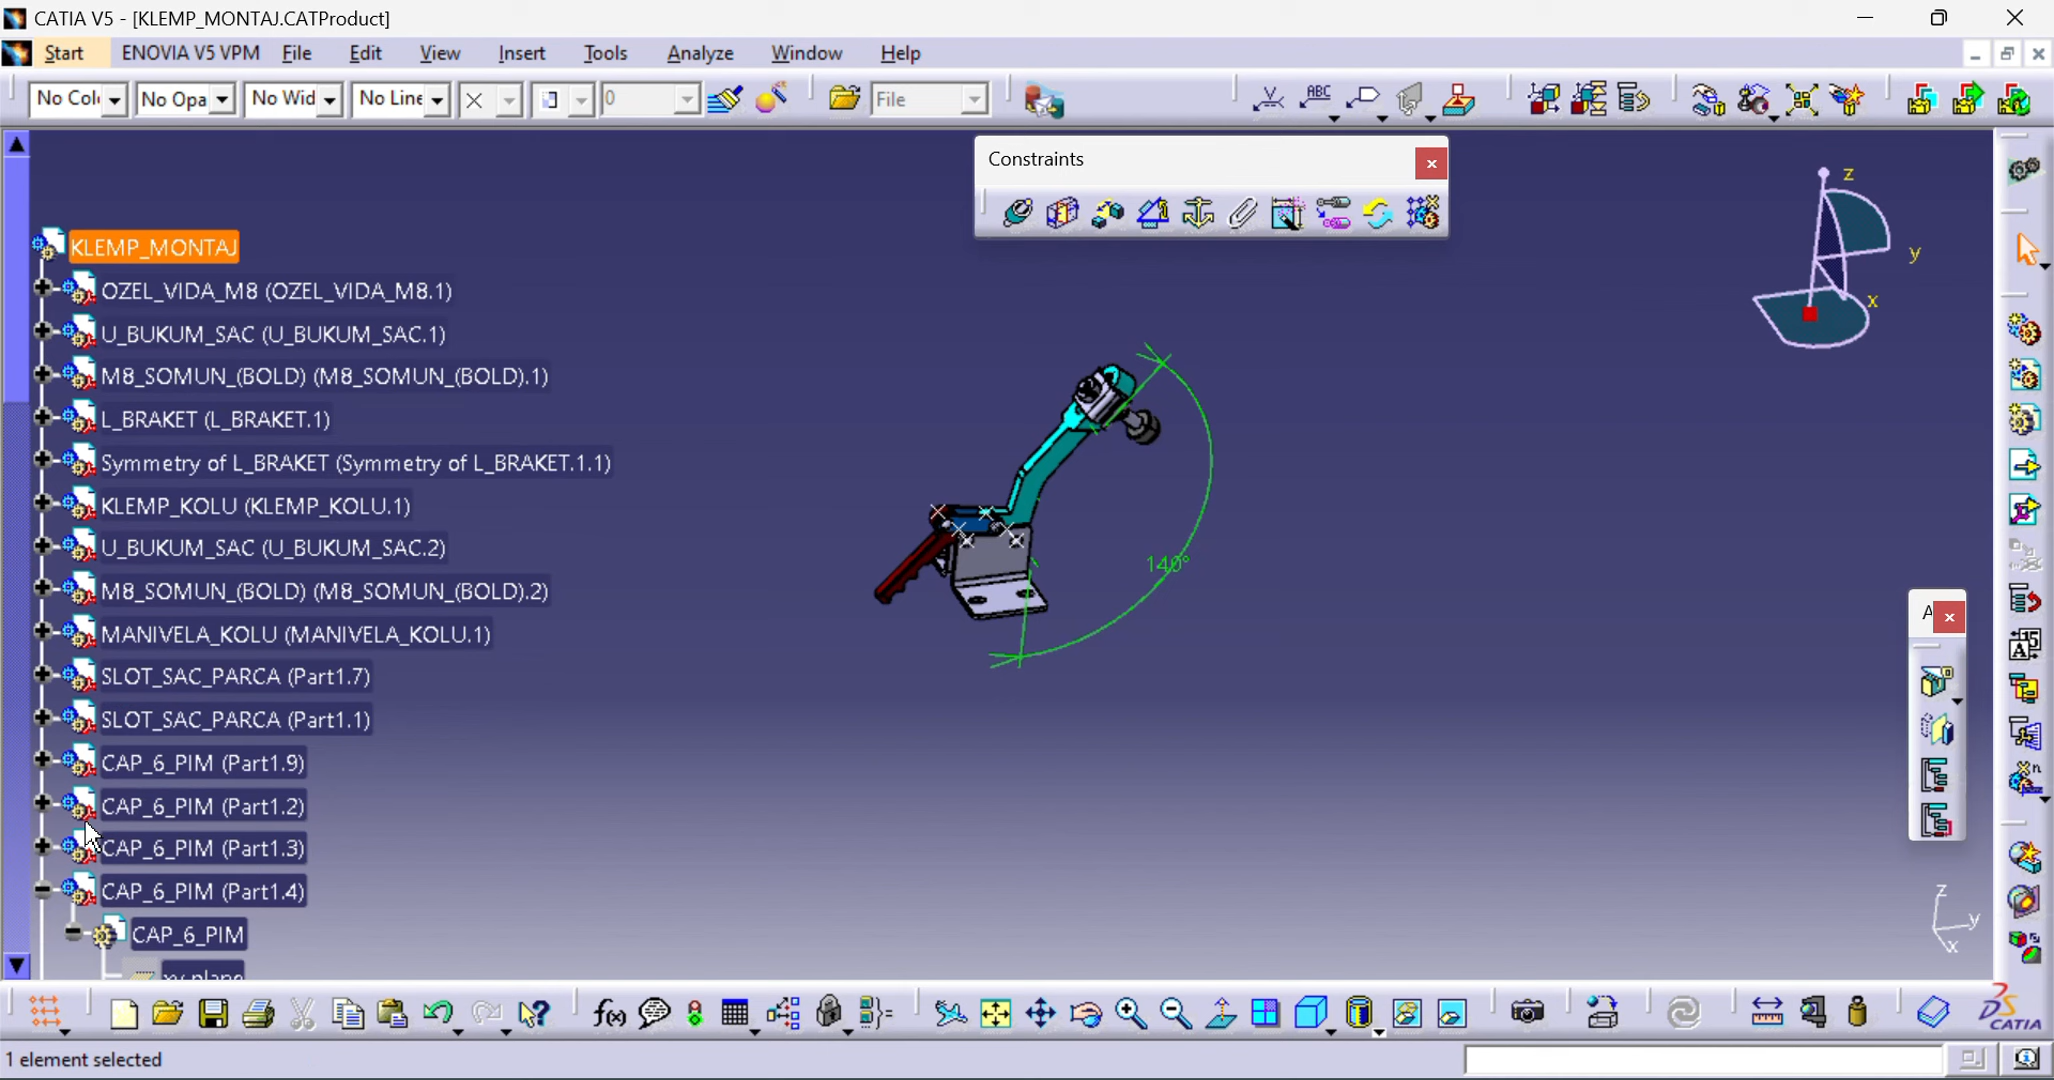 CATIA V5 - [KLEMP_MONTAJ.CATProduct]
Start ENOVIA V5 VPM File Edit View Insert Tools Analyze Window Help
No Col No Opa No Wid No Line 0 File
ABC
Constraints
z
y
x
KLEMP_MONTAJ
OZEL_VIDA_M8 (OZEL_VIDA_M8.1)
U_BUKUM_SAC (U_BUKUM_SAC.1)
M8_SOMUN_(BOLD) (M8_SOMUN_(BOLD).1)
L_BRAKET (L_BRAKET.1)
Symmetry of L_BRAKET (Symmetry of L_BRAKET.1.1)
KLEMP_KOLU (KLEMP_KOLU.1)
U_BUKUM_SAC (U_BUKUM_SAC.2)
M8_SOMUN_(BOLD) (M8_SOMUN_(BOLD).2)
MANIVELA_KOLU (MANIVELA_KOLU.1)
SLOT_SAC_PARCA (Part1.7)
SLOT_SAC_PARCA (Part1.1)
CAP_6_PIM (Part1.9)
CAP_6_PIM (Part1.2)
CAP_6_PIM (Part1.3)
CAP_6_PIM (Part1.4)
CAP_6_PIM
xy plane
140°
A
z
y
x
f(x)
CATIA
1 element selected